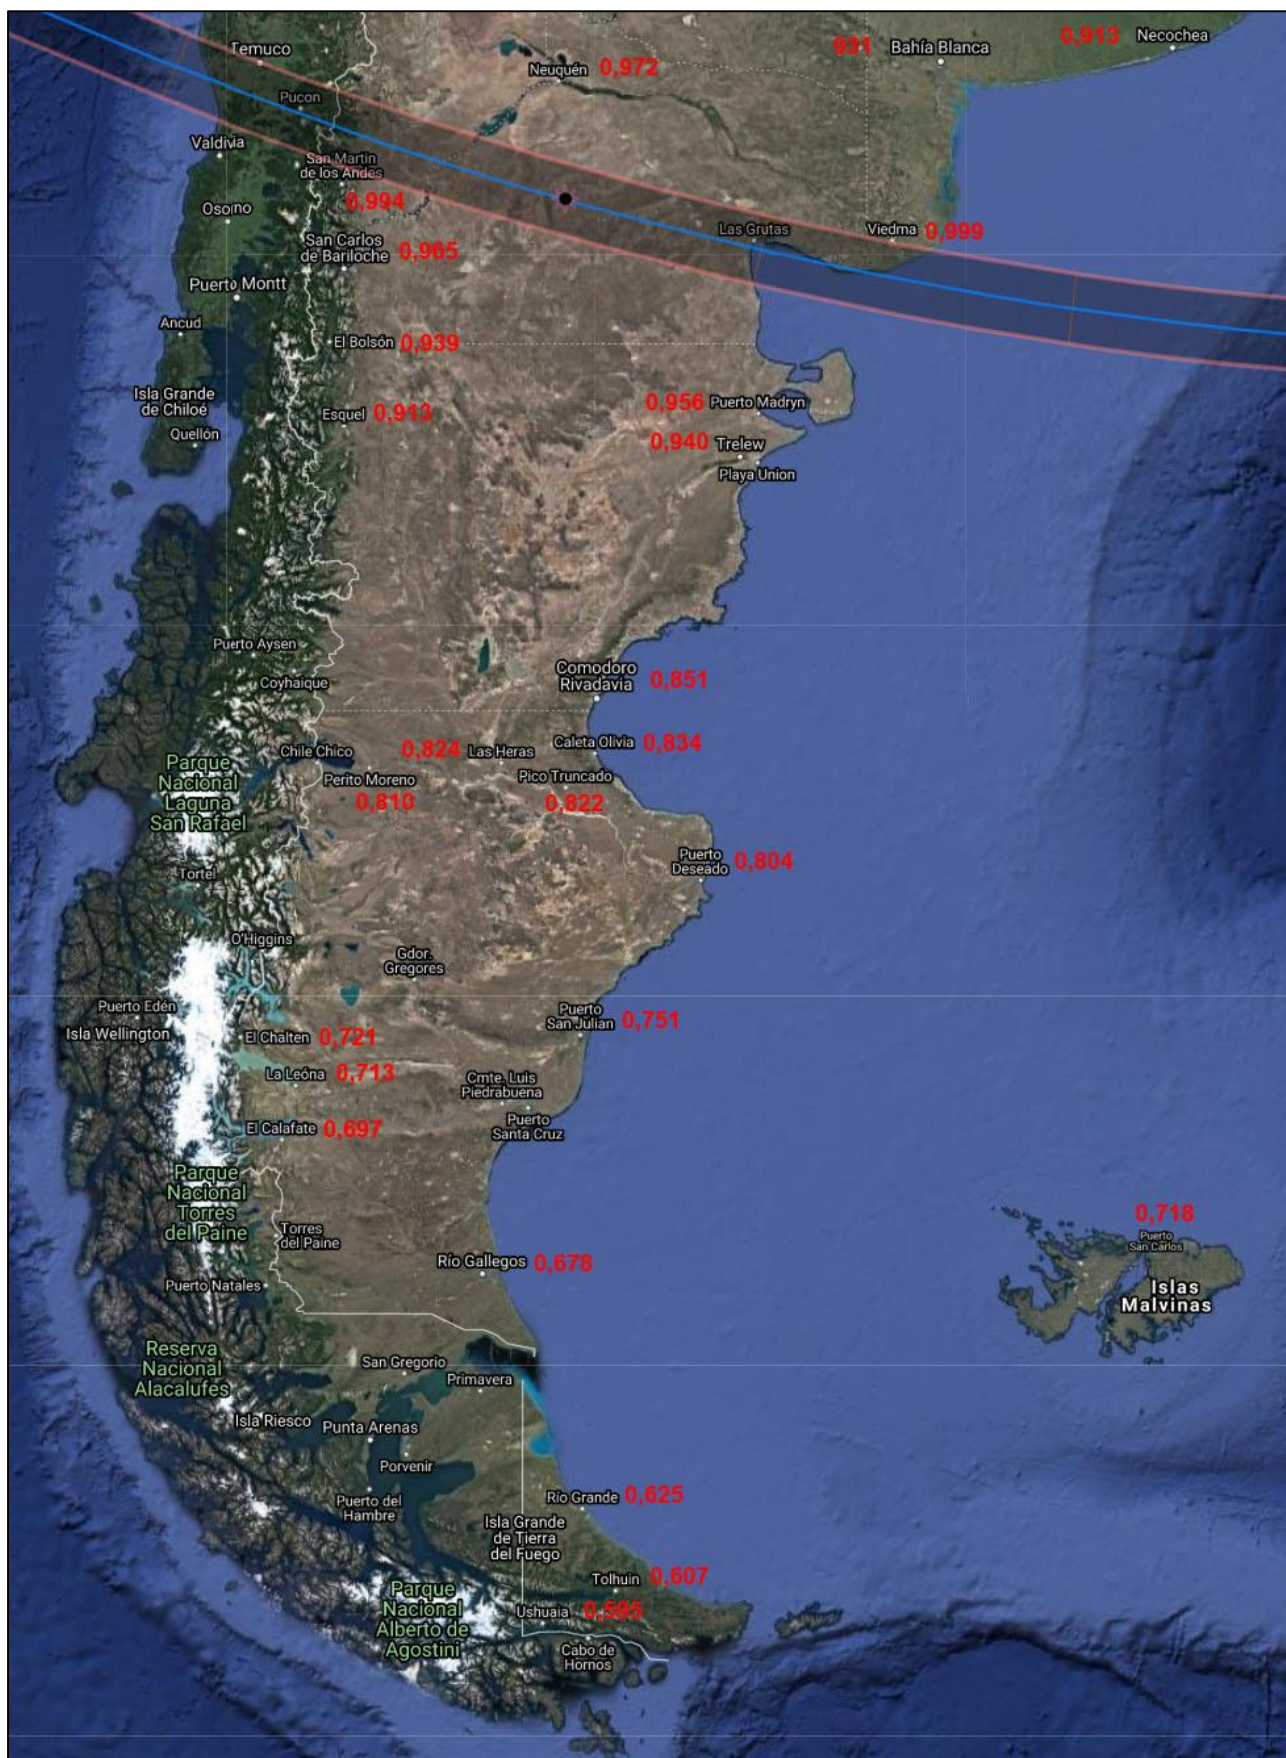 Temuco
Neuquén 0,972
931 Bahía Blanca
0,913 Necochea
Pucon
Valdivia
San Martín
de los Andes
0,994
Osorno
San Carlos
de Bariloche 0,965
Las Grutas
Viedma 0,999
Puerto Montt
Ancud
El Bolsón 0,939
Isla Grande
de Chiloé
Esquel 0,913
0,956 Puerto Madryn
Quellón
0,940 Trelew
Playa Union
Puerto Aysen
Coyhaique
Comodoro
Rivadavia 0,851
Chile Chico
0,824 Las Heras
Caleta Olivia 0,834
Parque
Nacional
Laguna
San Rafael
Perito Moreno
0,810
Pico Truncado
0,822
Puerto
Deseado 0,804
Tortel
O'Higgins
Gdor.
Gregores
Puerto Edén
Isla Wellington
Puerto
San Julian 0,751
El Chalten 0,721
La Leóna 0,713
Cmte. Luis
Piedrabuena
Puerto
Santa Cruz
El Calafate 0,697
Parque
Nacional
Torres
del Paine
Torres
del Paine
0,718
Puerto
San Carlos
Islas
Malvinas
Río Gallegos 0,678
Puerto Natales
Reserva
Nacional
Alacalufes
San Gregorio
Primavera
Isla Riesco
Punta Arenas
Porvenir
Puerto del
Hambre
Río Grande 0,625
Isla Grande
de Tierra
del Fuego
Tolhuin 0,607
Parque
Nacional
Alberto de
Agostini
Ushuaia 0,595
Cabo de
Hornos